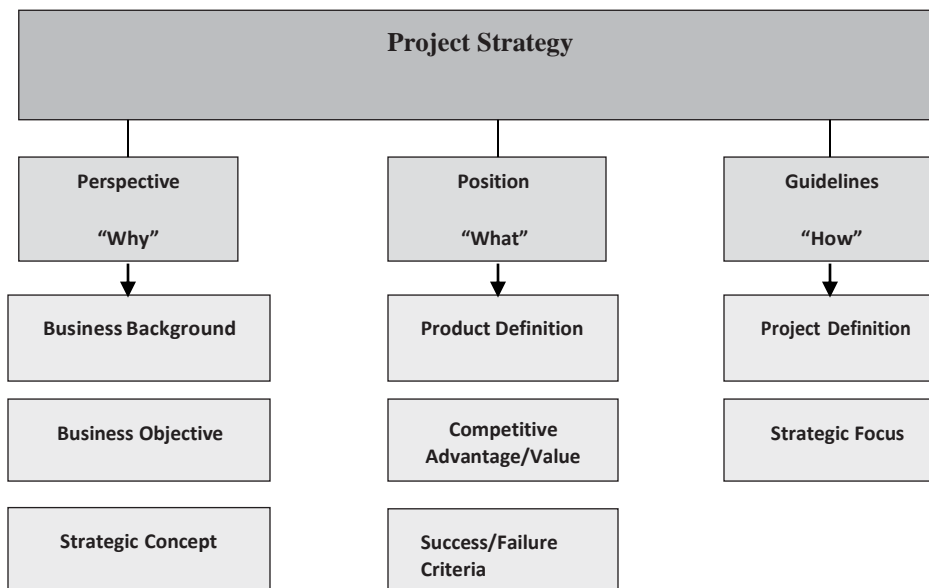 Project Strategy
Perspective
“Why”
Position
“What”
Guidelines
“How”
Business Background
Product Definition
Project Definition
Business Objective
Competitive
Advantage/Value
Strategic Focus
Strategic Concept
Success/Failure
Criteria